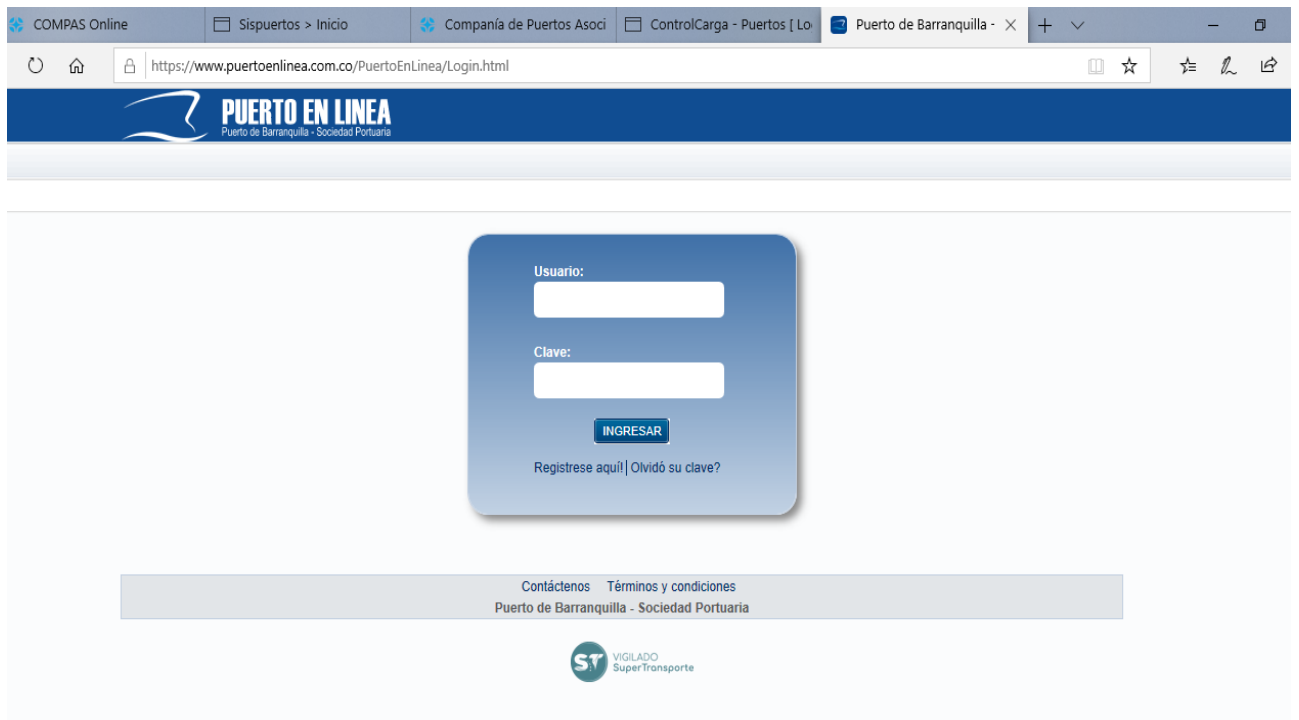 COMPAS Online
Sispuertos > Inicio
Companía de Puertos Asoci
ControlCarga - Puertos [ Lo
Puerto de Barranquilla -
https://www.puertoenlinea.com.co/PuertoEnLinea/Login.html
PUERTO EN LINEA
Puerto de Barranquilla - Sociedad Portuaria
Usuario:
Clave:
INGRESAR
Registrese aquí! Olvidó su clave?
Contáctenos Términos y condiciones
Puerto de Barranquilla - Sociedad Portuaria
ST VIGILADO
SuperTransporte